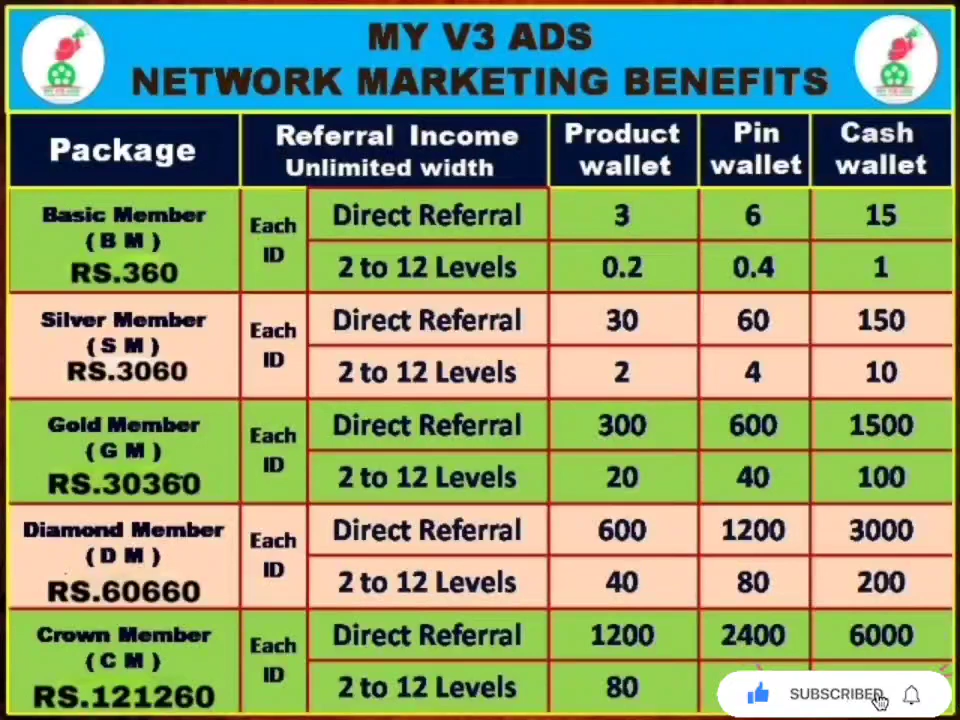 MY V3 ADS
NETWORK MARKETING BENEFITS
Package
Referral Income
Unlimited width
Product
wallet
Pin
wallet
Cash
wallet
Basic Member
( B M )
RS.360
Each
ID
Direct Referral 3 6 15
2 to 12 Levels 0.2 0.4 1
Silver Member
( S M )
RS.3060
Each
ID
Direct Referral 30 60 150
2 to 12 Levels 2 4 10
Gold Member
( G M )
RS.30360
Each
ID
Direct Referral 300 600 1500
2 to 12 Levels 20 40 100
Diamond Member
( D M )
RS.60660
Each
ID
Direct Referral 600 1200 3000
2 to 12 Levels 40 80 200
Crown Member
( C M )
RS.121260
Each
ID
Direct Referral 1200 2400 6000
2 to 12 Levels 80
SUBSCRIBED